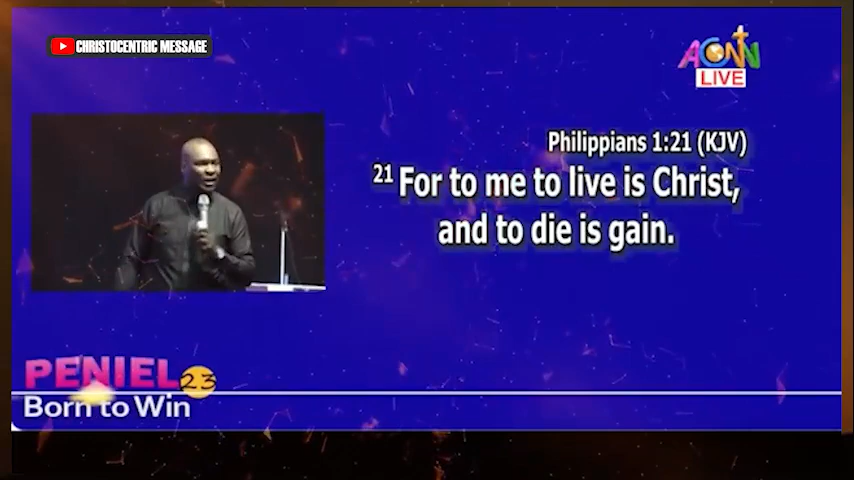 CHRISTOCENTRIC MESSAGE
ACNN
LIVE
Philippians 1:21 (KJV)
21 For to me to live is Christ,
and to die is gain.
PENIEL 23
Born to Win